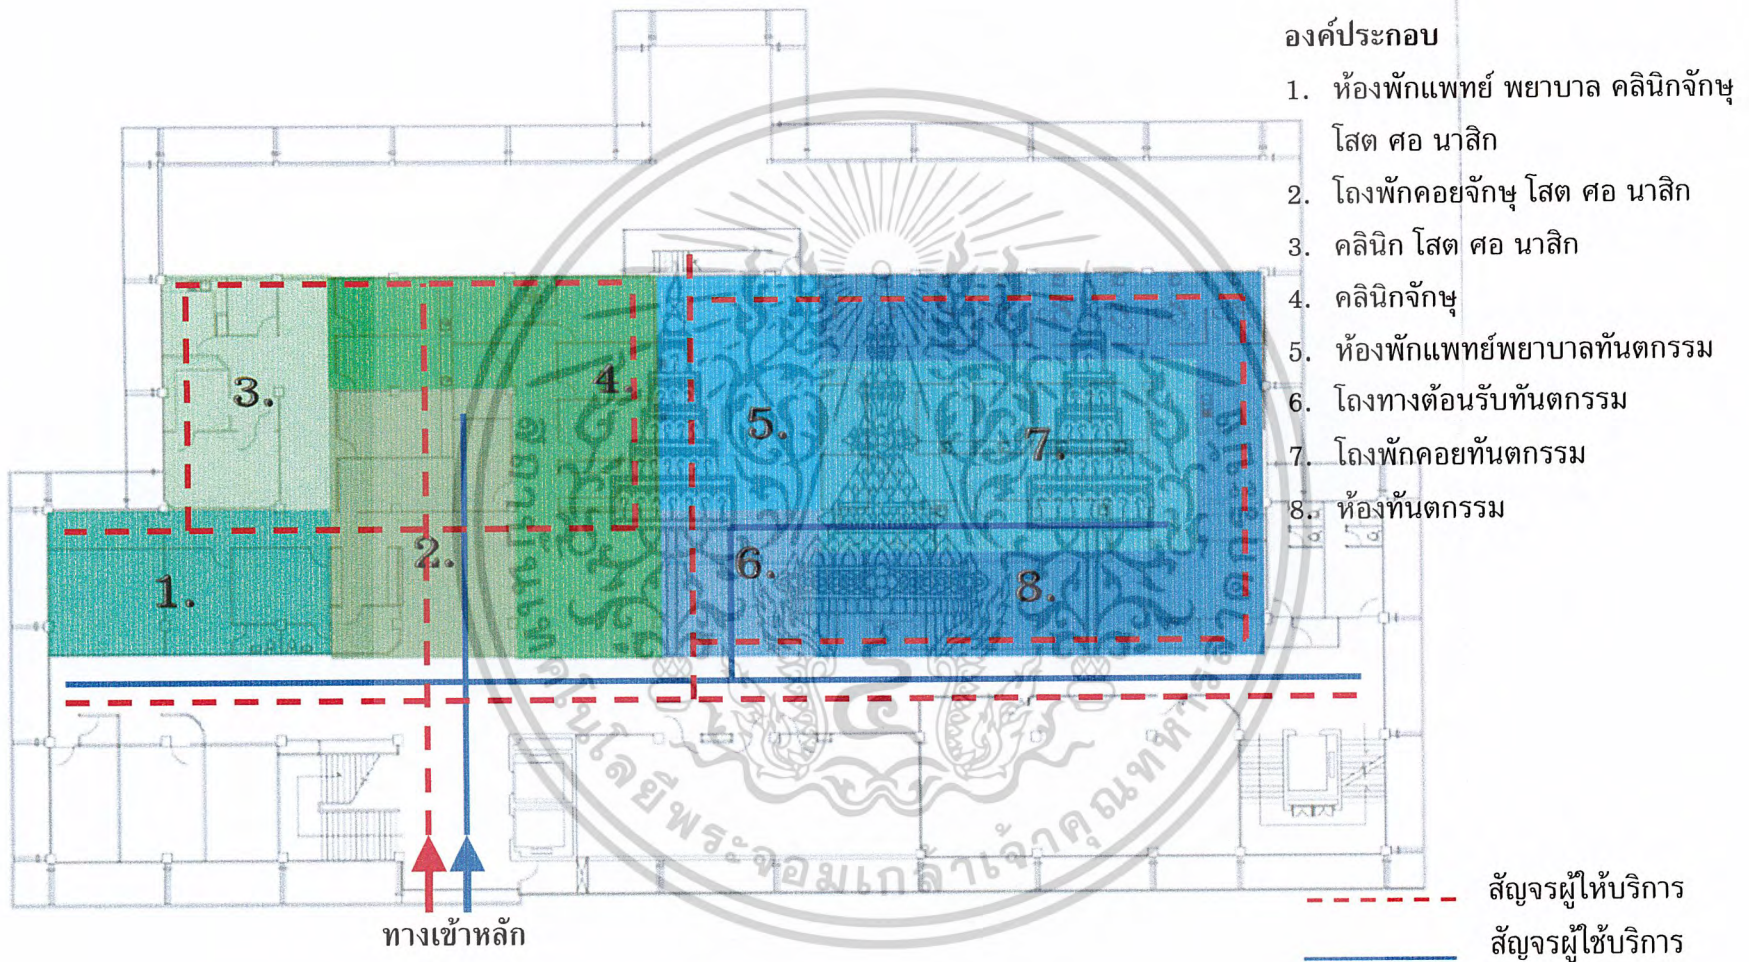 องค์ประกอบ
1. ห้องพักแพทย์ พยาบาล คลินิกจักษุ
โสต ศอ นาสิก
2. โถงพักคอยจักษุ โสต ศอ นาสิก
3. คลินิก โสต ศอ นาสิก
4. คลินิกจักษุ
5. ห้องพักแพทย์พยาบาลทันตกรรม
6. โถงทางต้อนรับทันตกรรม
7. โถงพักคอยทันตกรรม
8. ห้องทันตกรรม
3.
4.
5.
7.
1.
2.
6.
8.
ทางเข้าหลัก
สัญจรผู้ให้บริการ
สัญจรผู้ใช้บริการ